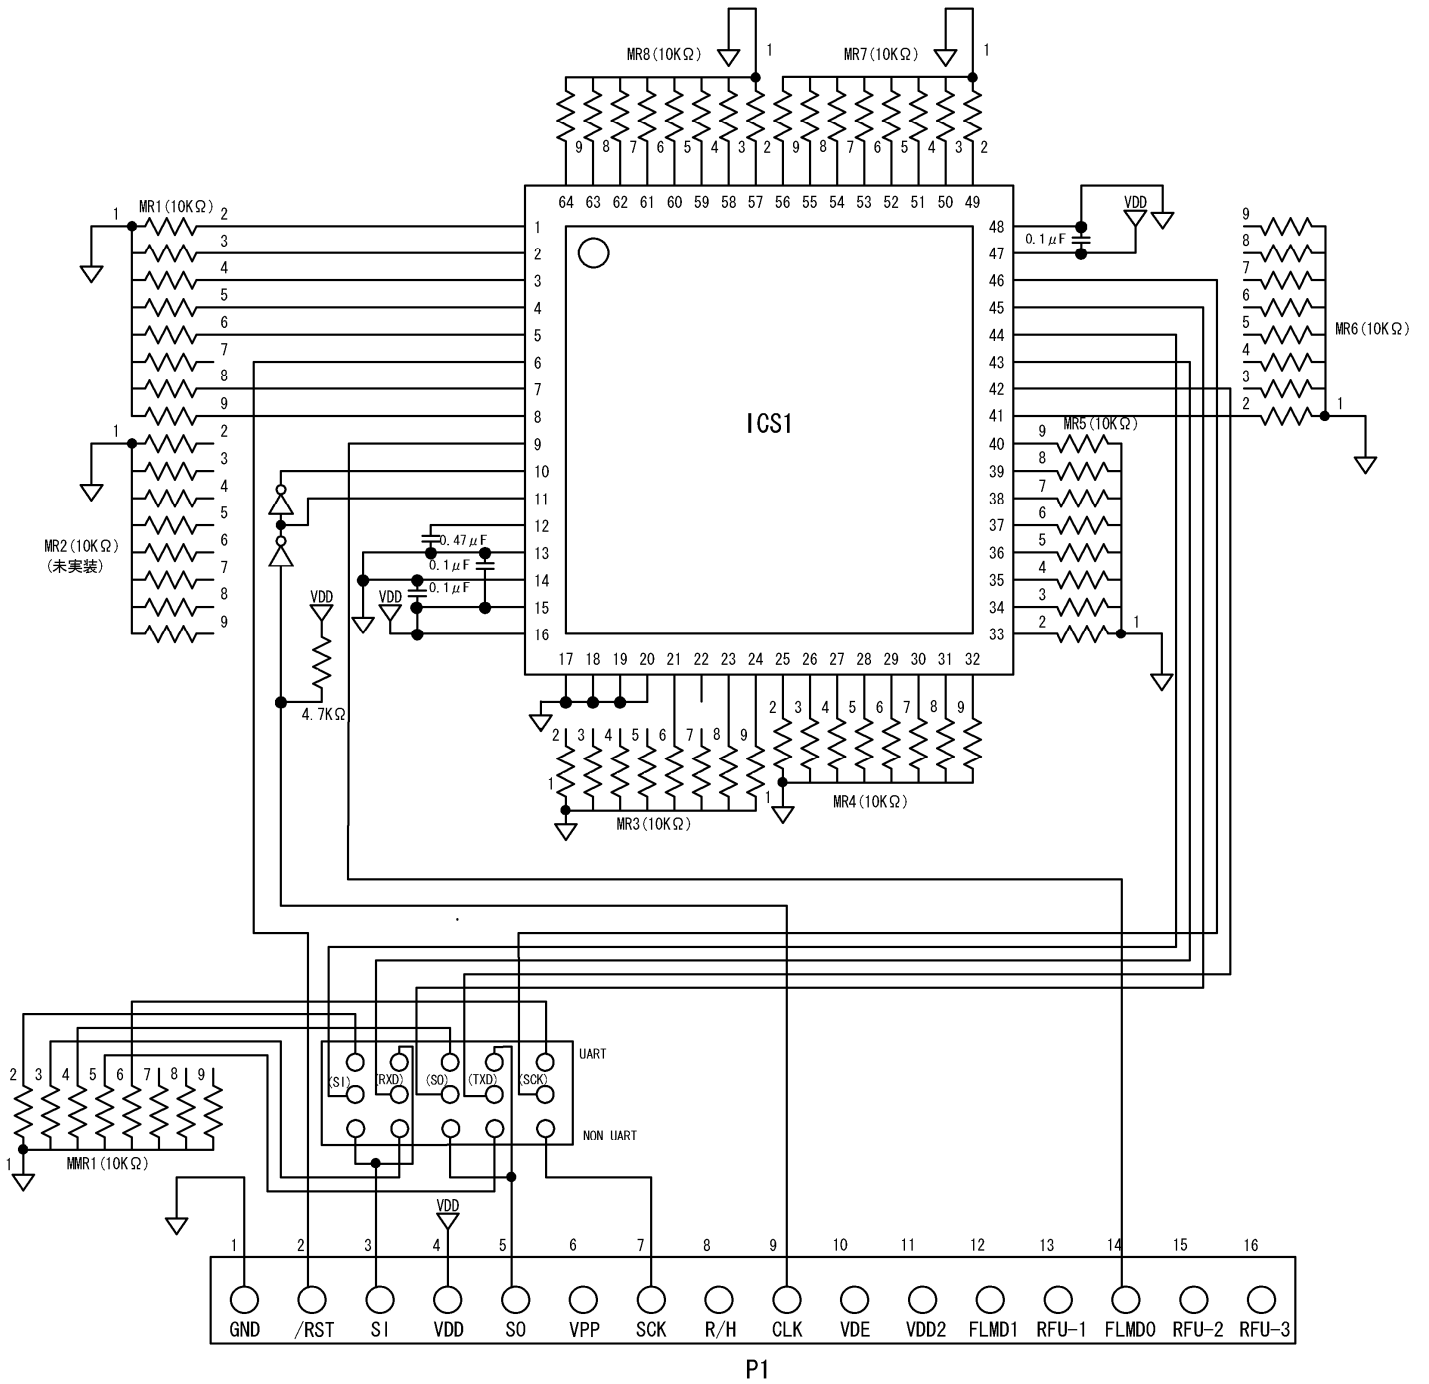 MR8(10KΩ) 1 MR7(10KΩ) 1
9 8 7 6 5 4 3 2 9 8 7 6 5 4 3 2
64 63 62 61 60 59 58 57 56 55 54 53 52 51 50 49
1 MR1(10KΩ) 2
3
4
5
6
7
8
9
1 2
3
4
5
6
7
8
9
MR2(10KΩ)
(未実装)
1
2
3
4
5
6
7
8
9
10
11
12
13
14
15
16
0.47μF
0.1μF
0.1μF
VDD
VDD
4.7KΩ
ICS1
48
47
46
45
44
43
42
41
40
39
38
37
36
35
34
33
0.1μF
VDD
9
8
7
6
5
4
3
2
1
MR6(10KΩ)
MR5(10KΩ)
9
8
7
6
5
4
3
2
1
17 18 19 20 21 22 23 24 25 26 27 28 29 30 31 32
2 3 4 5 6 7 8 9
1
MR3(10KΩ)
2 3 4 5 6 7 8 9
1
MR4(10KΩ)
2 3 4 5 6 7 8 9
1
MMR1(10KΩ)
UART
(SI) (RXD) (SO) (TXD) (SCK)
NON UART
VDD
1 2 3 4 5 6 7 8 9 10 11 12 13 14 15 16
GND /RST SI VDD SO VPP SCK R/H CLK VDE VDD2 FLMD1 RFU-1 FLMD0 RFU-2 RFU-3
P1